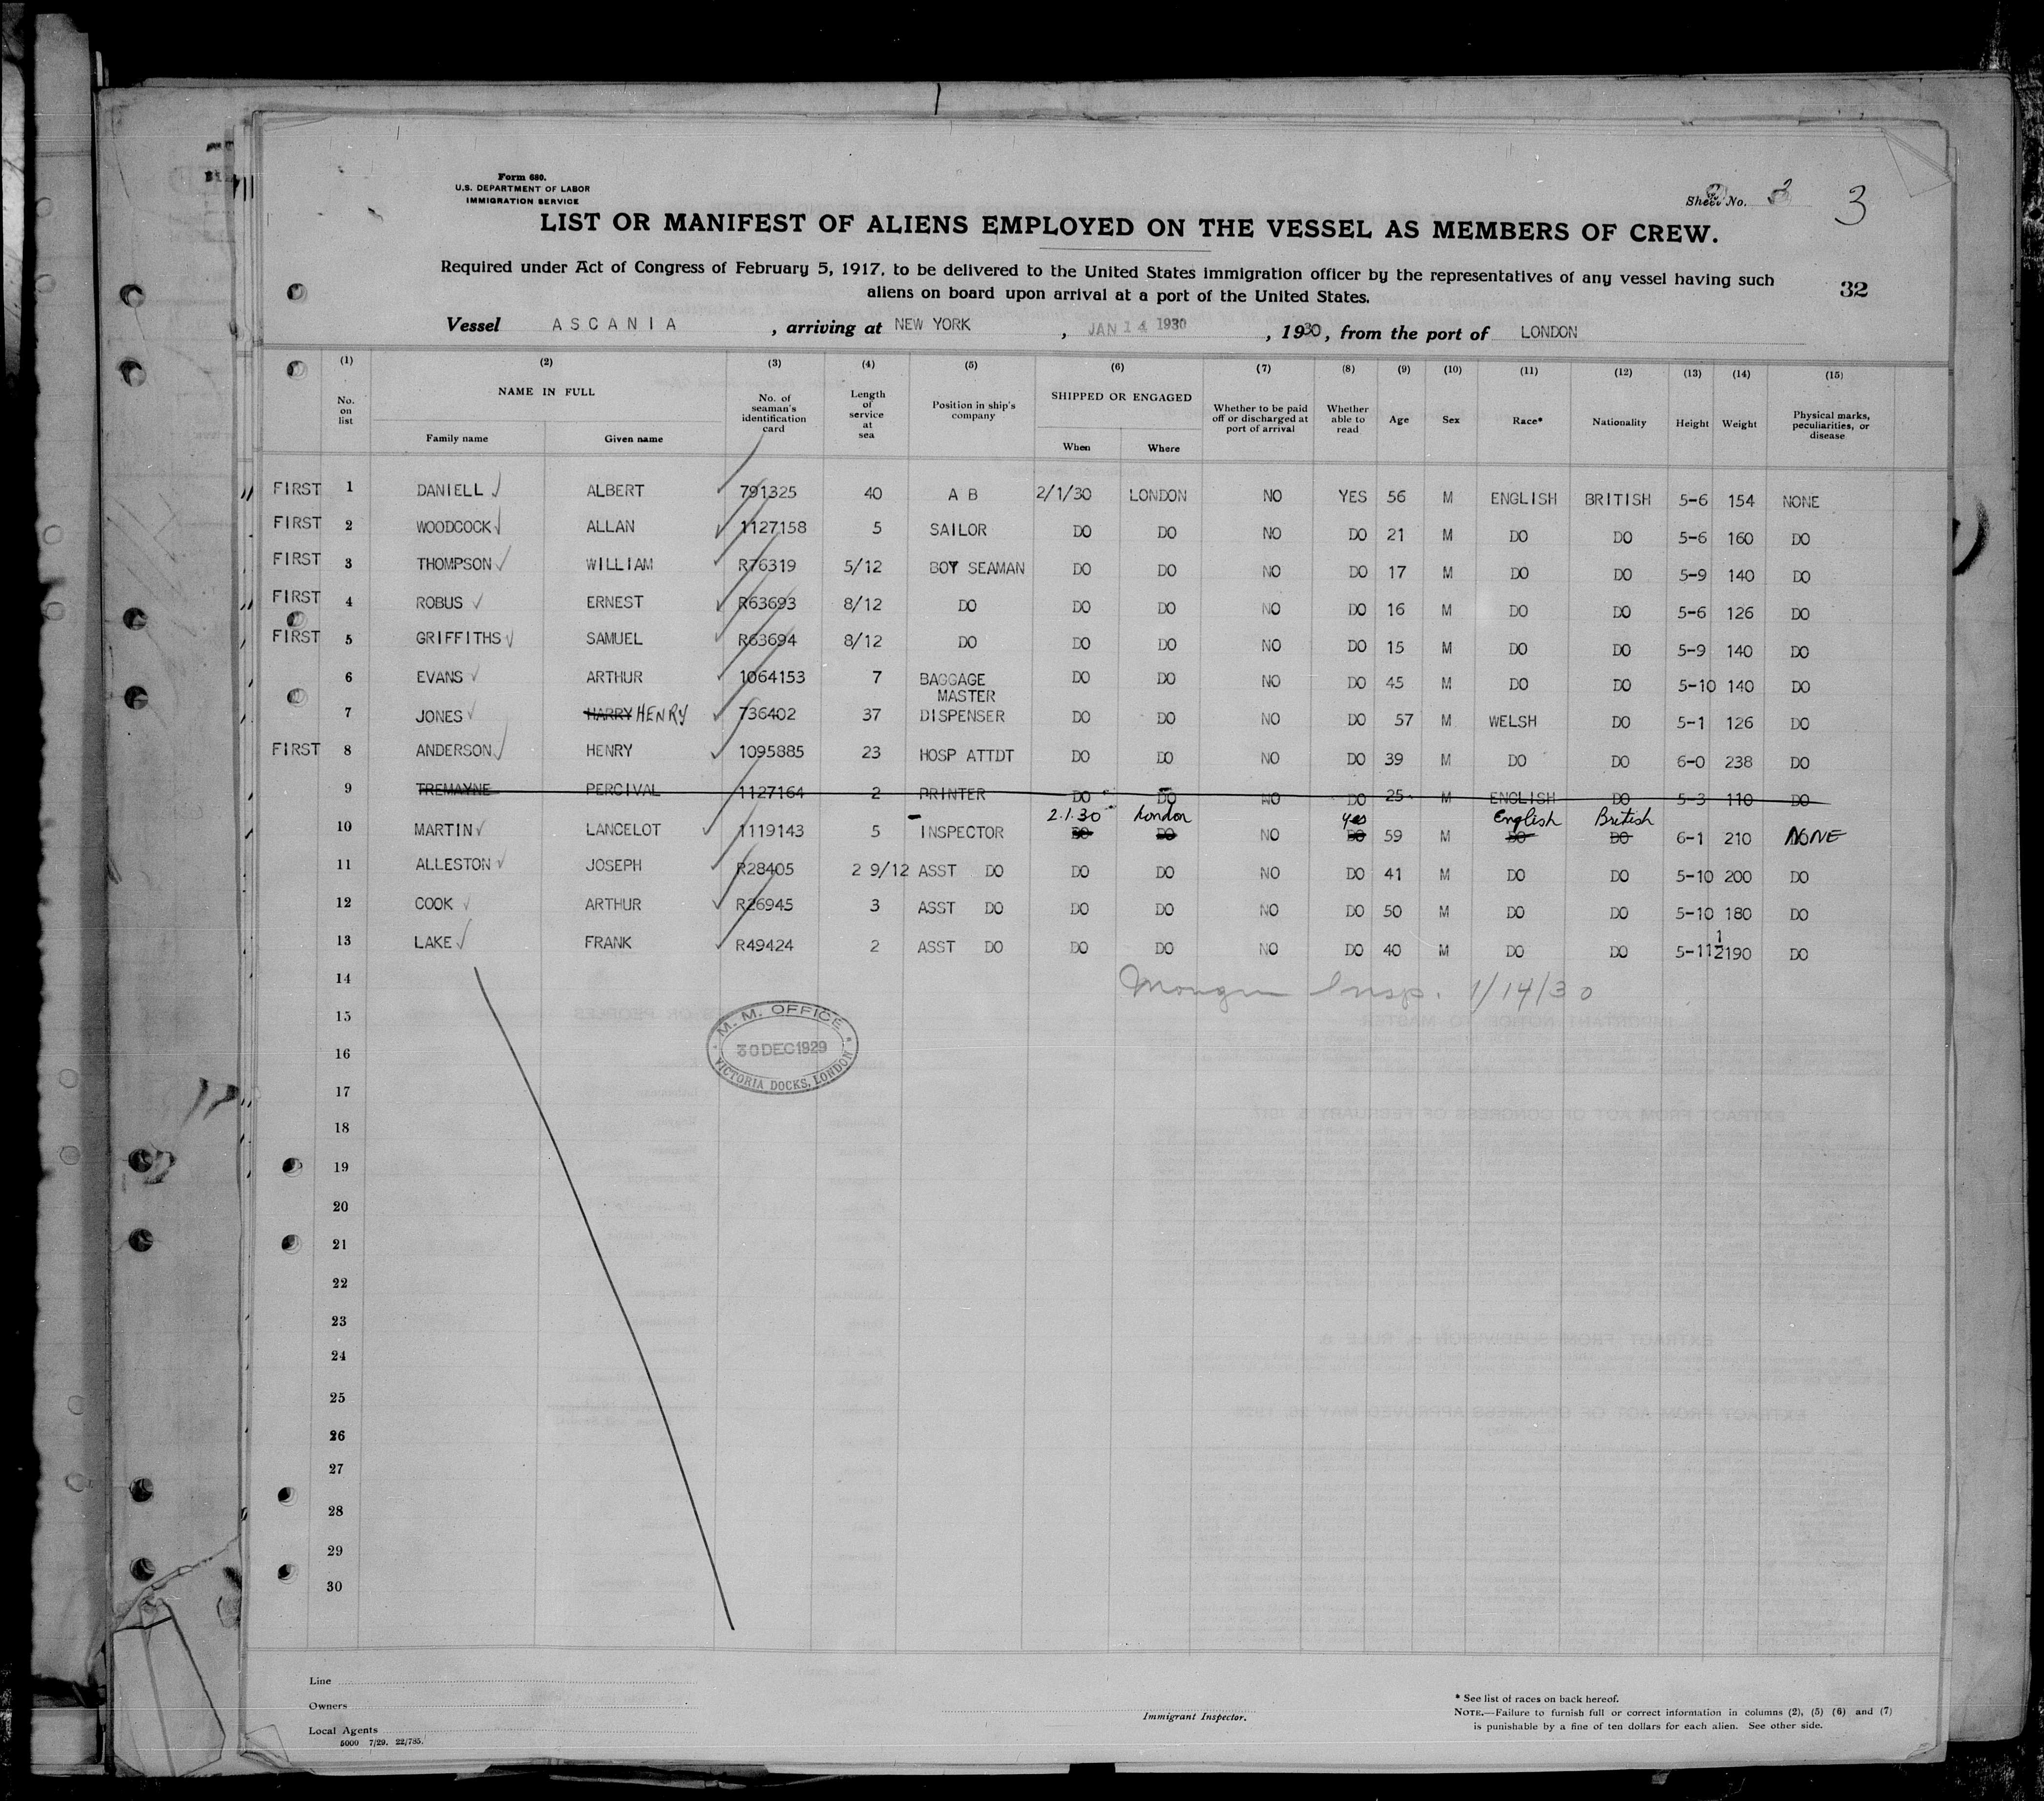 Form 680.
U.S. DEPARTMENT OF LABOR
IMMIGRATION SERVICE
Sheet No. 3 3
LIST OR MANIFEST OF ALIENS EMPLOYED ON THE VESSEL AS MEMBERS OF CREW.
Required under Act of Congress of February 5, 1917, to be delivered to the United States immigration officer by the representatives of any vessel having such
aliens on board upon arrival at a port of the United States.
32
Vessel ASCANIA, arriving at NEW YORK, JAN 14 1930, 1930, from the port of LONDON
(1) (2) (3) (4) (5) (6) (7) (8) (9) (10) (11) (12) (13) (14) (15)
No. on list NAME IN FULL Family name Given name No. of seaman's identification card Length of service at sea Position in ship's company SHIPPED OR ENGAGED When Where Whether to be paid off or discharged at port of arrival Whether able to read Age Sex Race* Nationality Height Weight Physical marks, peculiarities, or disease
FIRST 1 DANIELL ALBERT 791325 40 A B 2/1/30 LONDON NO YES 56 M ENGLISH BRITISH 5-6 154 NONE
FIRST 2 WOODCOCK ALLAN 1127158 5 SAILOR DO DO NO DO 21 M DO DO 5-6 160 DO
FIRST 3 THOMPSON WILLIAM R76319 5/12 BOY SEAMAN DO DO NO DO 17 M DO DO 5-9 140 DO
FIRST 4 ROBUS ERNEST R63693 8/12 DO DO DO NO DO 16 M DO DO 5-6 126 DO
FIRST 5 GRIFFITHS SAMUEL R63694 8/12 DO DO DO NO DO 15 M DO DO 5-9 140 DO
6 EVANS ARTHUR 1064153 7 BAGGAGE MASTER DO DO NO DO 45 M DO DO 5-10 140 DO
7 JONES HARRY HENRY 736402 37 DISPENSER DO DO NO DO 57 M WELSH DO 5-1 126 DO
FIRST 8 ANDERSON HENRY 1095885 23 HOSP ATTDT DO DO NO DO 39 M DO DO 6-0 238 DO
9 TREMAYNE PERCIVAL 1127164 2 PRINTER DO DO NO DO 25 M ENGLISH DO 5-3 110 DO
2.1.30 London yes English British
10 MARTIN LANCELOT 1119143 5 INSPECTOR DO DO NO DO 59 M DO DO 6-1 210 NONE
11 ALLESTON JOSEPH R28405 2 9/12 ASST DO DO DO NO DO 41 M DO DO 5-10 200 DO
12 COOK ARTHUR R26945 3 ASST DO DO DO NO DO 50 M DO DO 5-10 180 DO
13 LAKE FRANK R49424 2 ASST DO DO DO NO DO 40 M DO DO 5-11 1/2 190 DO
14 Insp. 1/14/30
15
M. M. OFFICE
16 30 DEC 1929
VICTORIA DOCKS, LONDON
17
18
19
20
21
22
23
24
25
26
27
28
29
30
Line
Owners
Local Agents
5000 7/29. 22/785.
Immigrant Inspector.
* See list of races on back hereof.
NOTE.—Failure to furnish full or correct information in columns (2), (5) (6) and (7)
is punishable by a fine of ten dollars for each alien. See other side.